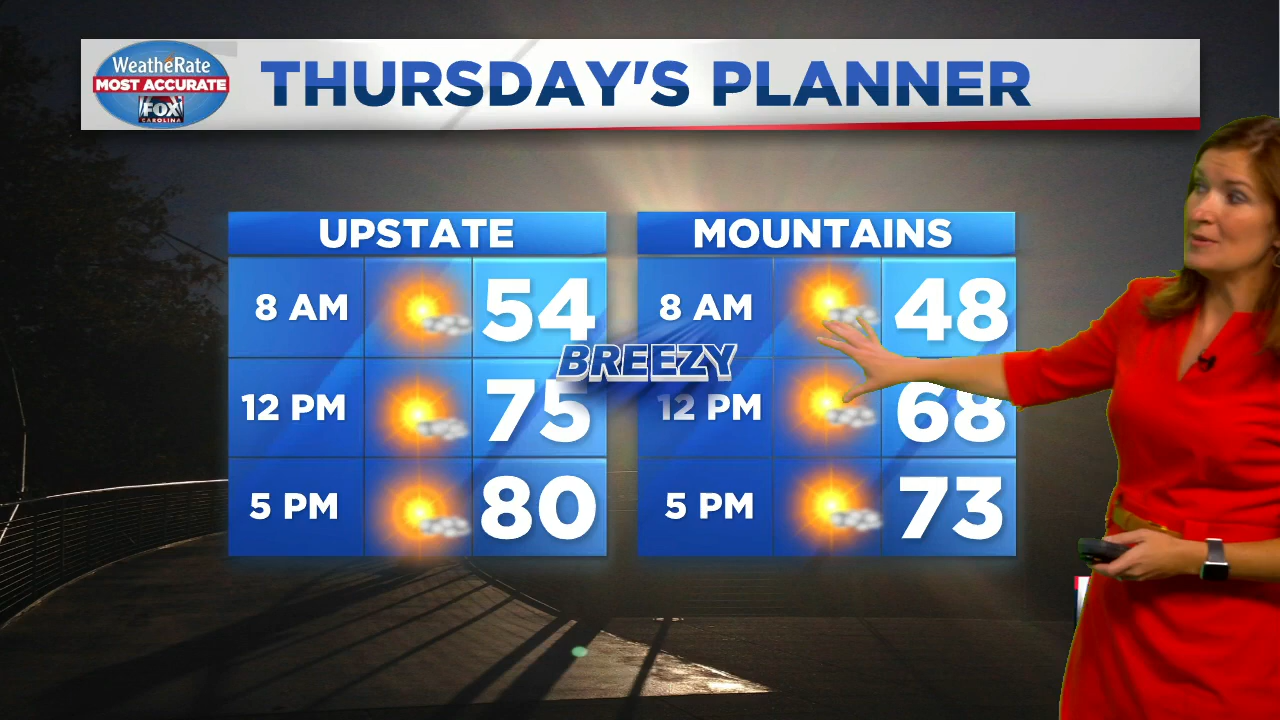 WeatheRate
MOST ACCURATE
FOX
CAROLINA
THURSDAY'S PLANNER
UPSTATE
8 AM 54
12 PM 75
5 PM 80
BREEZY
MOUNTAINS
8 AM 48
12 PM 68
5 PM 73